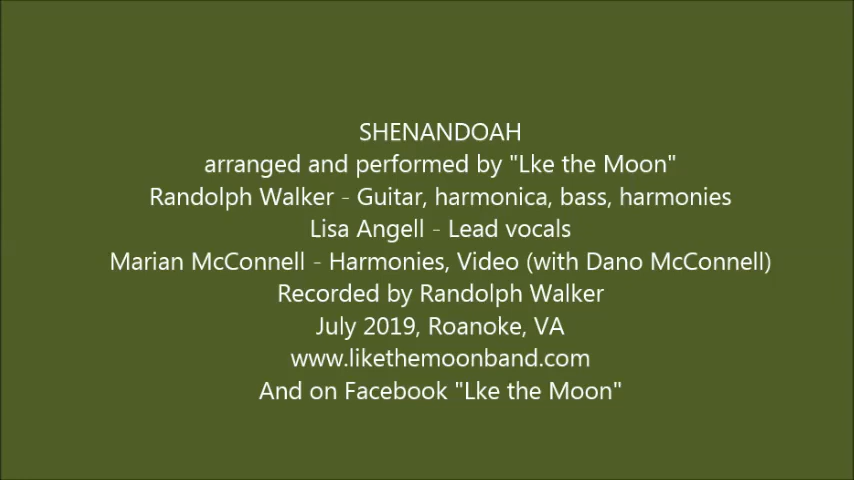 SHENANDOAH
arranged and performed by "Lke the Moon"
Randolph Walker - Guitar, harmonica, bass, harmonies
Lisa Angell - Lead vocals
Marian McConnell - Harmonies, Video (with Dano McConnell)
Recorded by Randolph Walker
July 2019, Roanoke, VA
www.likethemoonband.com
And on Facebook "Lke the Moon"